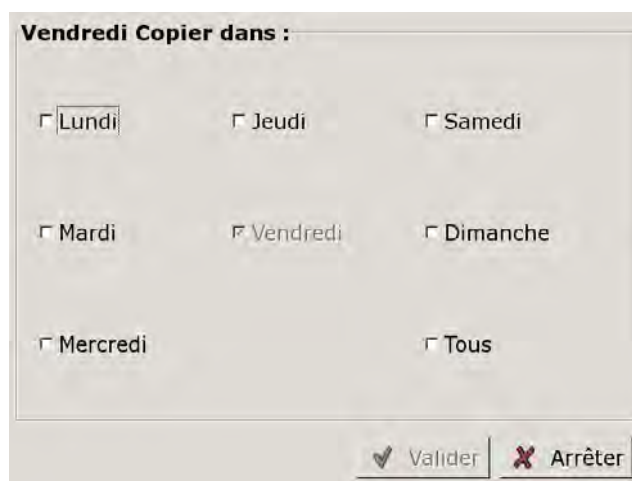 Vendredi Copier dans :
Lundi Jeudi Samedi
Mardi Vendredi Dimanche
Mercredi Tous
Valider Arrêter